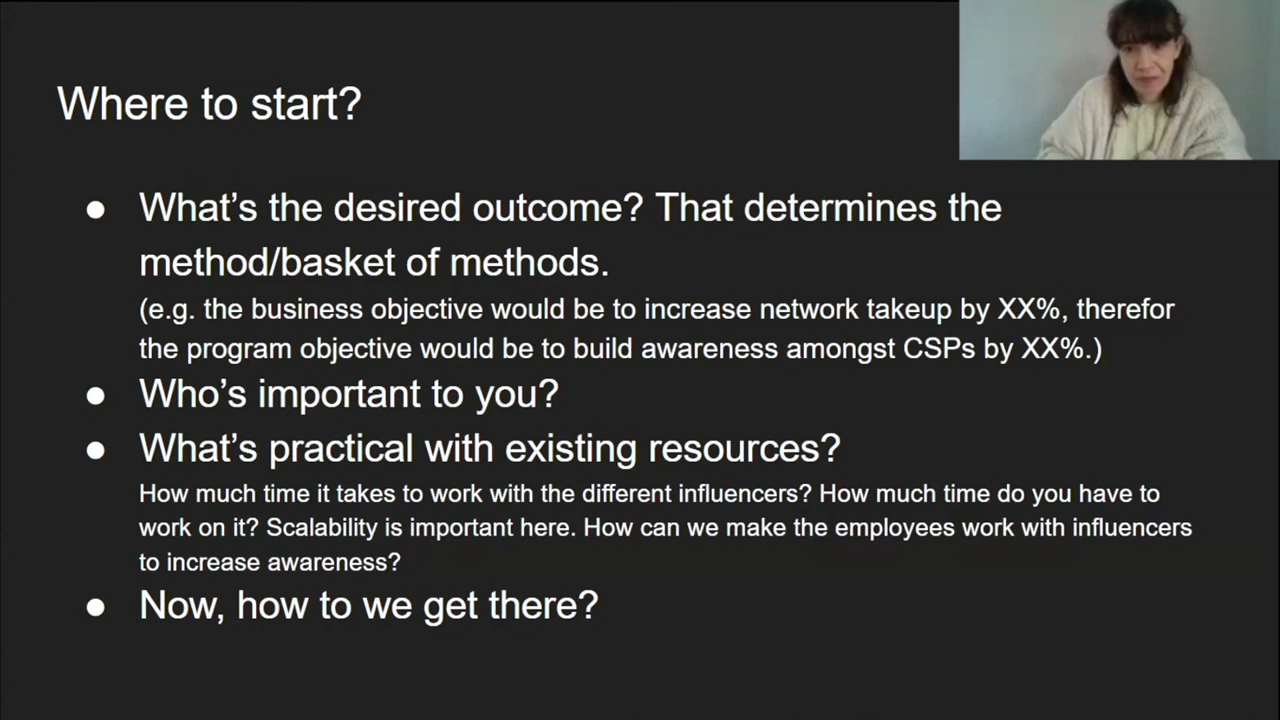 Where to start?
● What's the desired outcome? That determines the
method/basket of methods.
(e.g. the business objective would be to increase network takeup by XX%, therefor
the program objective would be to build awareness amongst CSPs by XX%.)
● Who's important to you?
● What's practical with existing resources?
How much time it takes to work with the different influencers? How much time do you have to
work on it? Scalability is important here. How can we make the employees work with influencers
to increase awareness?
● Now, how to we get there?